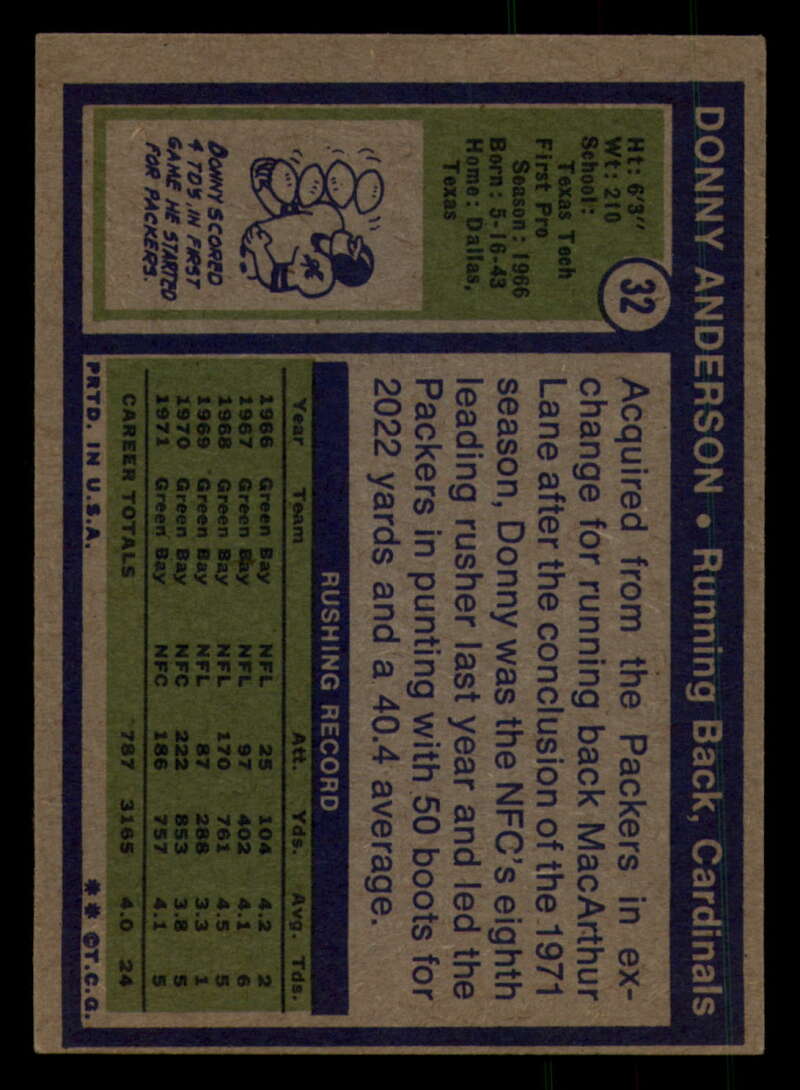 DONNY ANDERSON • Running Back, Cardinals
32
Ht: 6'3"
Wt: 210
School:
Texas Tech
First Pro
Season: 1966
Born: 5-16-43
Home: Dallas,
Texas
DONNY SCORED
4 TD'S, IN FIRST
GAME HE STARTED
FOR PACKERS.
Acquired from the Packers in ex-
change for running back MacArthur
Lane after the conclusion of the 1971
season, Donny was the NFC's eighth
leading rusher last year and led the
Packers in punting with 50 boots for
2022 yards and a 40.4 average.
RUSHING RECORD
Year Team Att. Yds. Avg. Tds.
1966 Green Bay NFL 25 104 4.2 2
1967 Green Bay NFL 97 402 4.1 6
1968 Green Bay NFL 170 761 4.5 5
1969 Green Bay NFL 87 288 3.3 1
1970 Green Bay NFC 222 853 3.8 5
1971 Green Bay NFC 186 757 4.1 5
CAREER TOTALS 787 3165 4.0 24
PRTD. IN U.S.A. ** ©T.C.G.